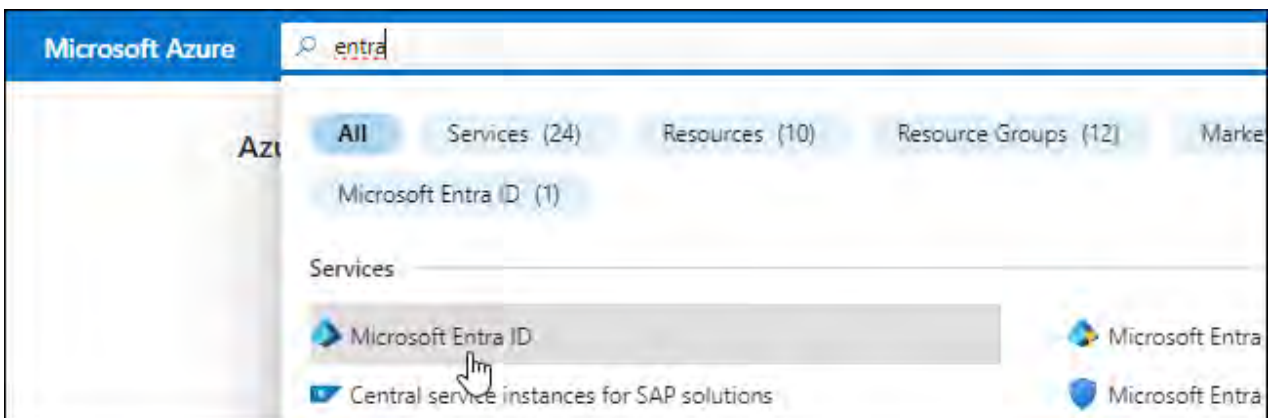 Microsoft Azure entra
All Services (24) Resources (10) Resource Groups (12) Marke
Azu
Microsoft Entra ID (1)
Services
Microsoft Entra ID Microsoft Entra
Central service instances for SAP solutions Microsoft Entra